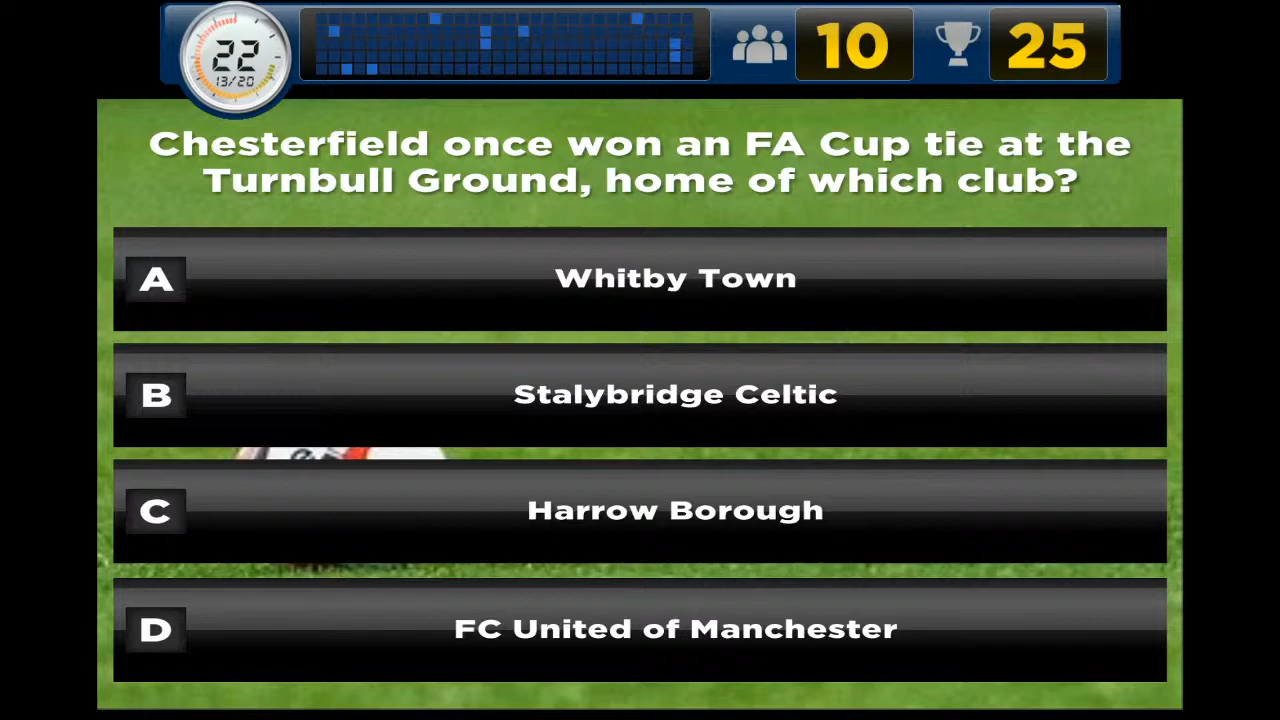 22
13/20
10
25
Chesterfield once won an FA Cup tie at the
Turnbull Ground, home of which club?
A
Whitby Town
B
Stalybridge Celtic
C
Harrow Borough
D
FC United of Manchester